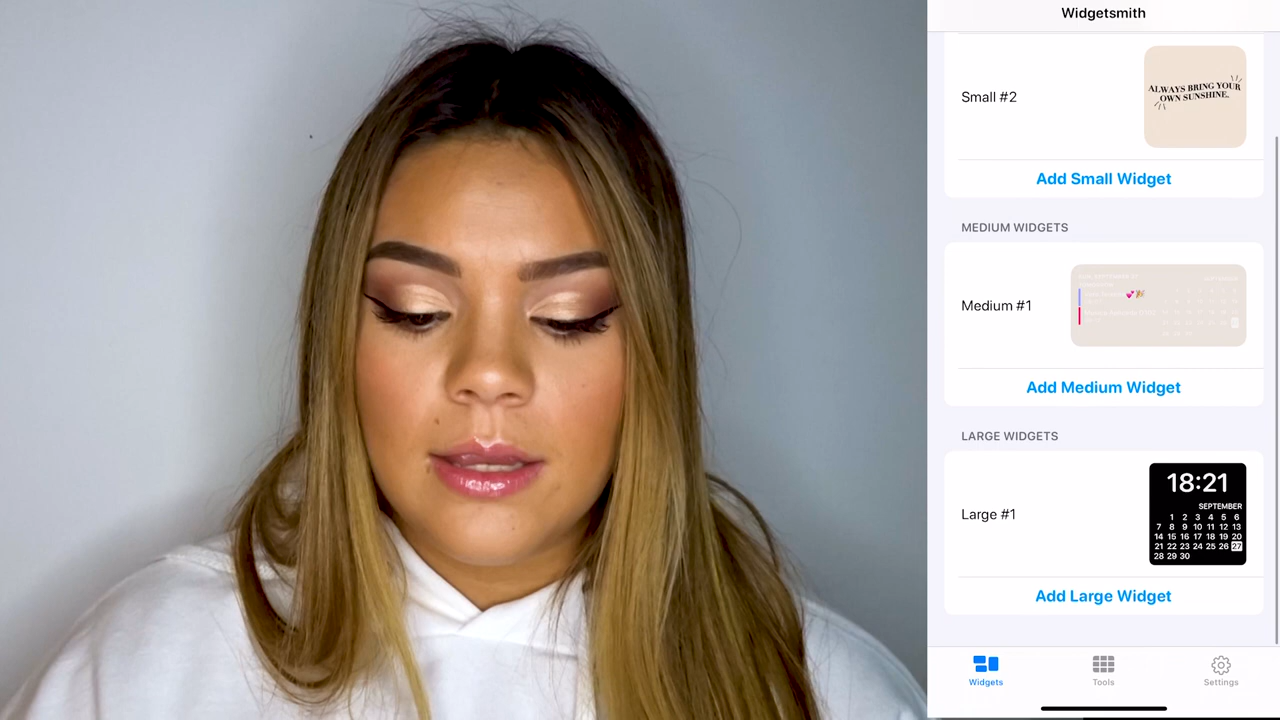 Widgetsmith
Small #2
ALWAYS BRING YOUR
OWN SUNSHINE.
Add Small Widget
MEDIUM WIDGETS
Medium #1
Add Medium Widget
LARGE WIDGETS
Large #1
18:21
SEPTEMBER
1 2 3 4 5 6
7 8 9 10 11 12 13
14 15 16 17 18 19 20
21 22 23 24 25 26 27
28 29 30
Add Large Widget
Widgets
Tools
Settings